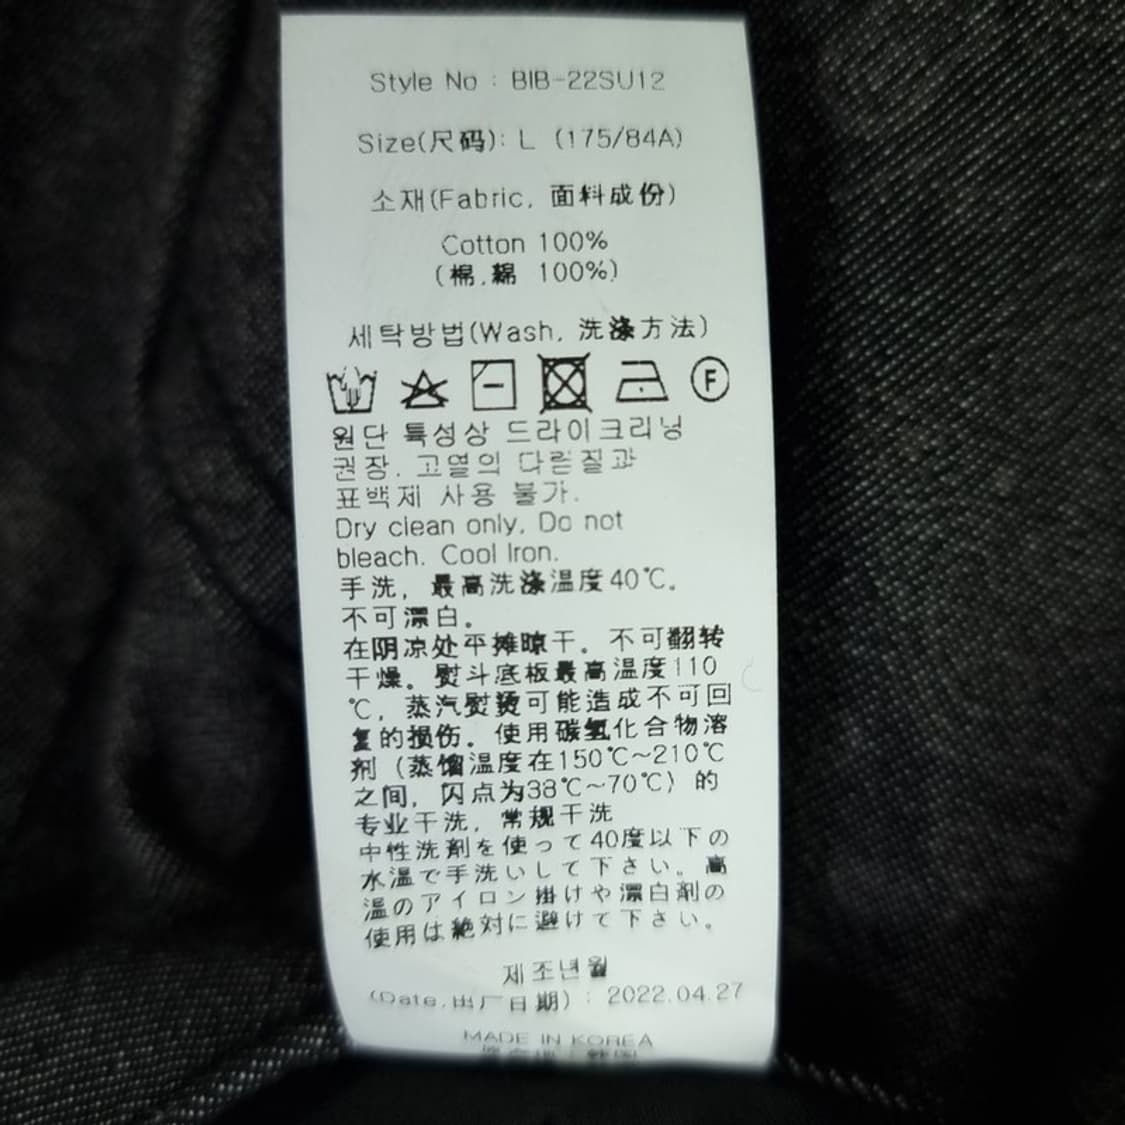 Style No : BIB-22SU12
Size(尺码): L (175/84A)
소재(Fabric, 面料成份)
Cotton 100%
(棉,綿 100%)
세탁방법(Wash, 洗涤方法)
F
원단 특성상 드라이크리닝
권장. 고열의 다림질과
표백제 사용 불가.
Dry clean only, Do not
bleach. Cool Iron.
手洗，最高洗涤温度40℃。
不可漂白。
在阴凉处平摊晾干。不可翻转
干燥。熨斗底板最高温度110
℃，蒸汽熨烫可能造成不可回
复的损伤。使用碳氢化合物溶
剂（蒸馏温度在150℃~210℃
之间，闪点为38℃~70℃）的
专业干洗，常规干洗
中性洗剤を使って40度以下の
水温で手洗いして下さい。高
温のアイロン掛けや漂白剤の
使用は絶対に避けて下さい。
제조년월
(Date,出厂日期) : 2022.04.27
MADE IN KOREA